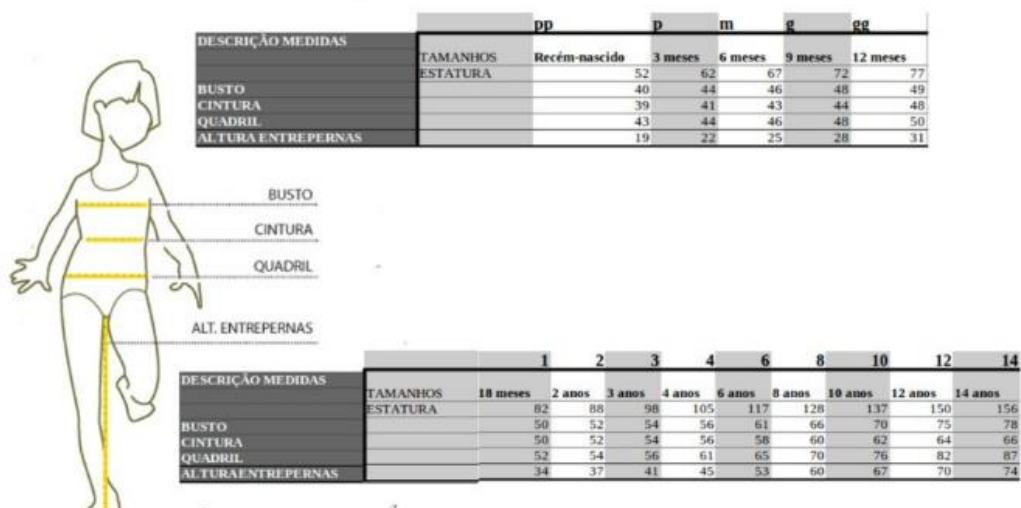 pp p m g gg
DESCRIÇÃO MEDIDAS
TAMANHOS Recém-nascido 3 meses 6 meses 9 meses 12 meses
ESTATURA 52 62 67 72 77
BUSTO 40 44 46 48 49
CINTURA 39 41 43 44 48
QUADRIL 43 44 46 48 50
ALTURA ENTREPERNAS 19 22 25 28 31
BUSTO
CINTURA
QUADRIL
ALT. ENTREPERNAS
1 2 3 4 6 8 10 12 14
DESCRIÇÃO MEDIDAS
TAMANHOS 18 meses 2 anos 3 anos 4 anos 6 anos 8 anos 10 anos 12 anos 14 anos
ESTATURA 82 88 98 105 117 128 137 150 156
BUSTO 50 52 54 56 61 66 70 75 78
CINTURA 50 52 54 56 58 60 62 64 66
QUADRIL 52 54 56 61 65 70 76 82 87
ALTURA ENTREPERNAS 34 37 41 45 53 60 67 70 74